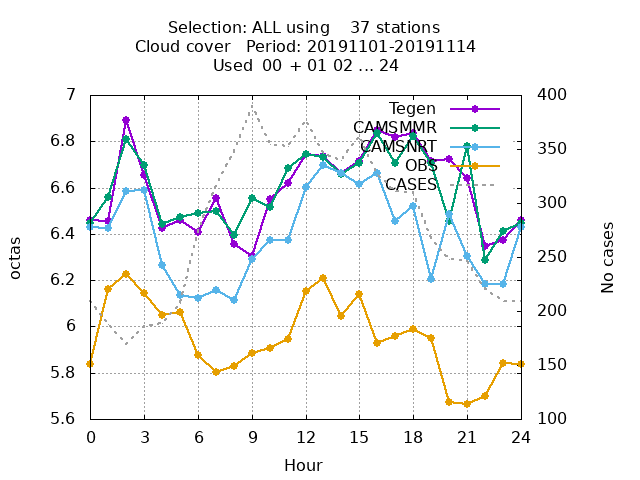 Selection: ALL using    37 stations
Cloud cover   Period: 20191101-20191114
Used  00 + 01 02 ... 24
7
6.8
6.6
6.4
6.2
6
5.8
5.6
octas
Tegen
CAMSMMR
CAMSNRT
OBS
CASES
400
350
300
250
200
150
100
No cases
0 3 6 9 12 15 18 21 24
Hour